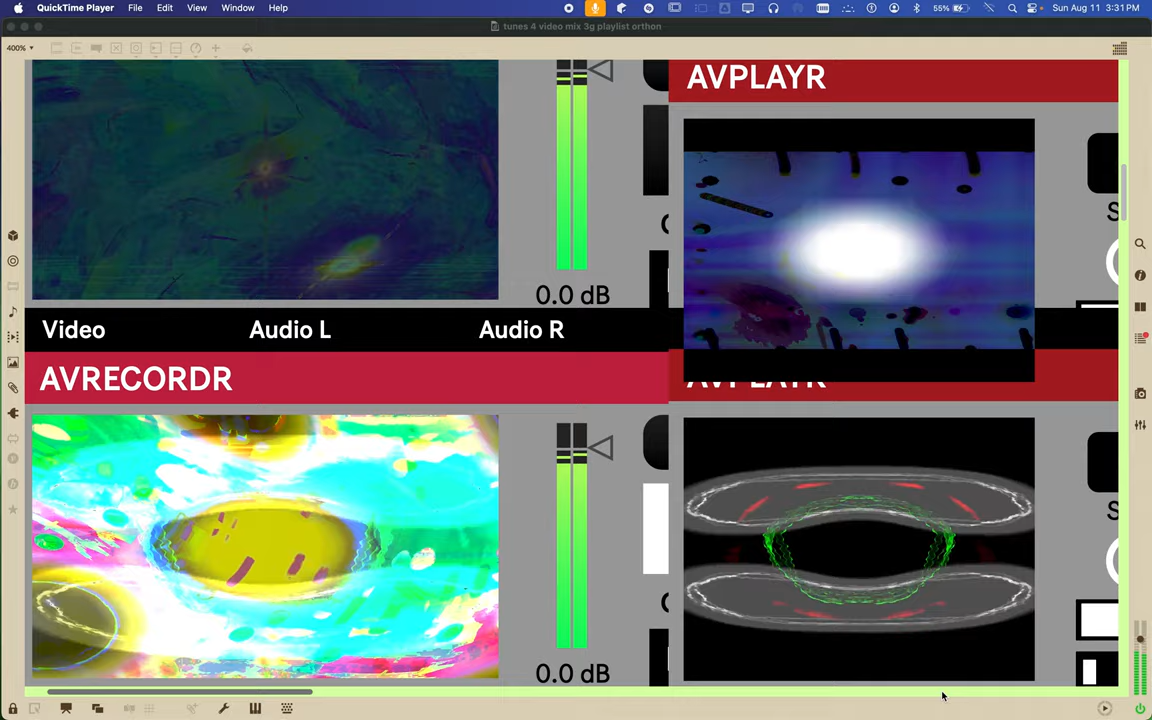 QuickTime Player File Edit View Window Help
55% Sun Aug 11 3:31 PM
tunes 4 video mix 3g playlist orthon
400%
AVPLAYR
0.0 dB
Video Audio L Audio R
AVRECORDR
AVPLAYR
0.0 dB